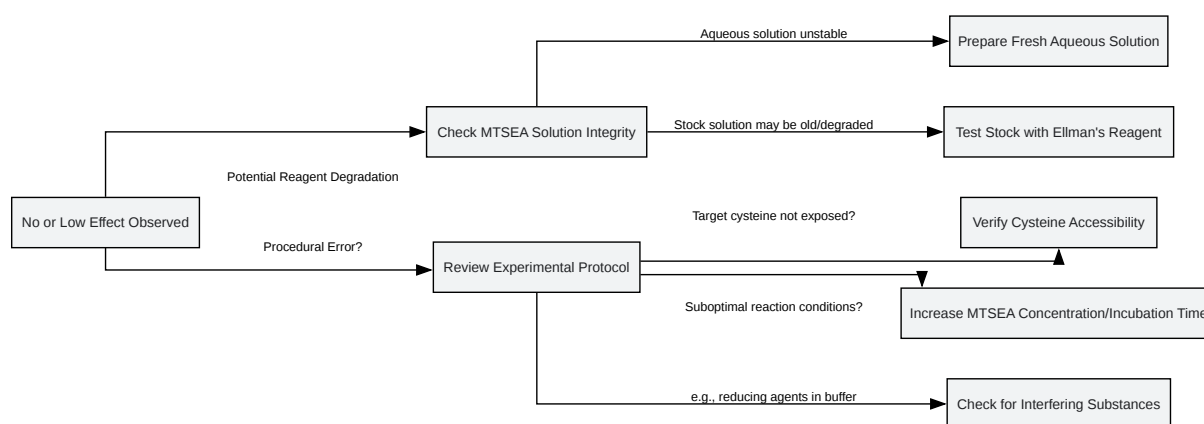 Aqueous solution unstable
Prepare Fresh Aqueous Solution
Check MTSEA Solution Integrity
Stock solution may be old/degraded
Test Stock with Ellman's Reagent
Potential Reagent Degradation
No or Low Effect Observed
Procedural Error?
Target cysteine not exposed?
Verify Cysteine Accessibility
Review Experimental Protocol
Suboptimal reaction conditions?
Increase MTSEA Concentration/Incubation Time
e.g., reducing agents in buffer
Check for Interfering Substances